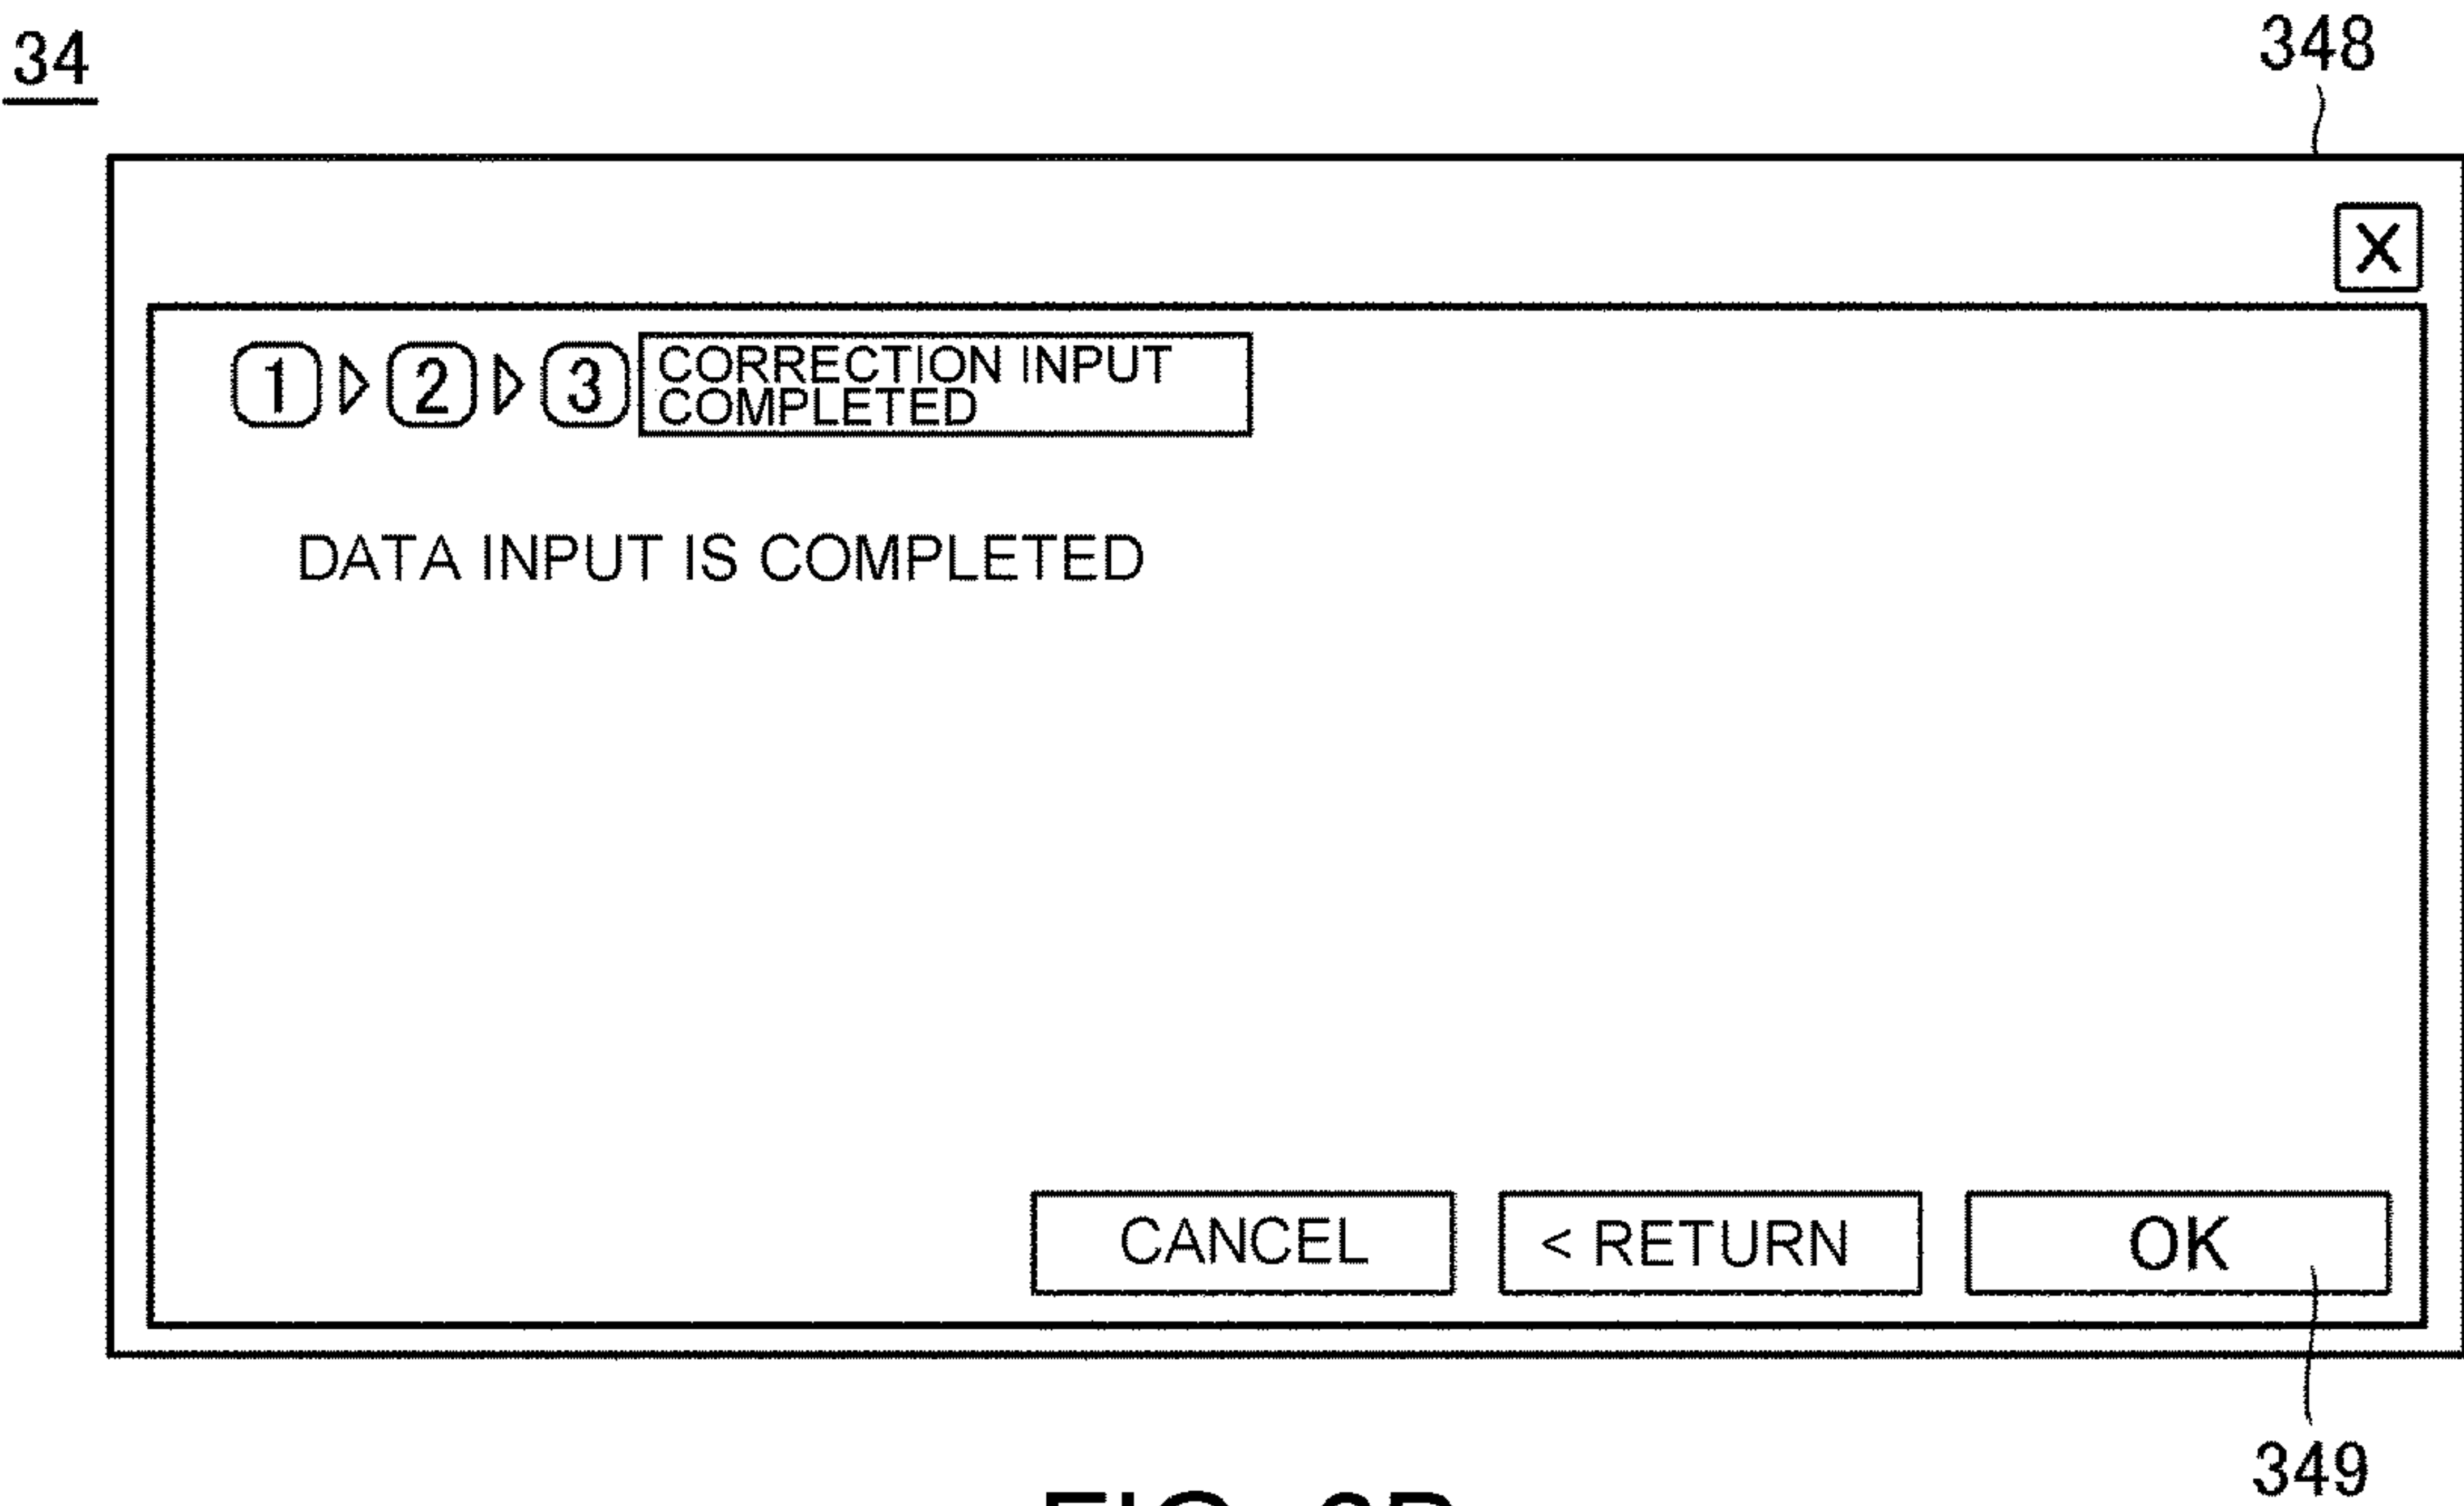 34
348
X
1 ▷ 2 ▷ 3 CORRECTION INPUT
COMPLETED
DATA INPUT IS COMPLETED
CANCEL < RETURN OK
349